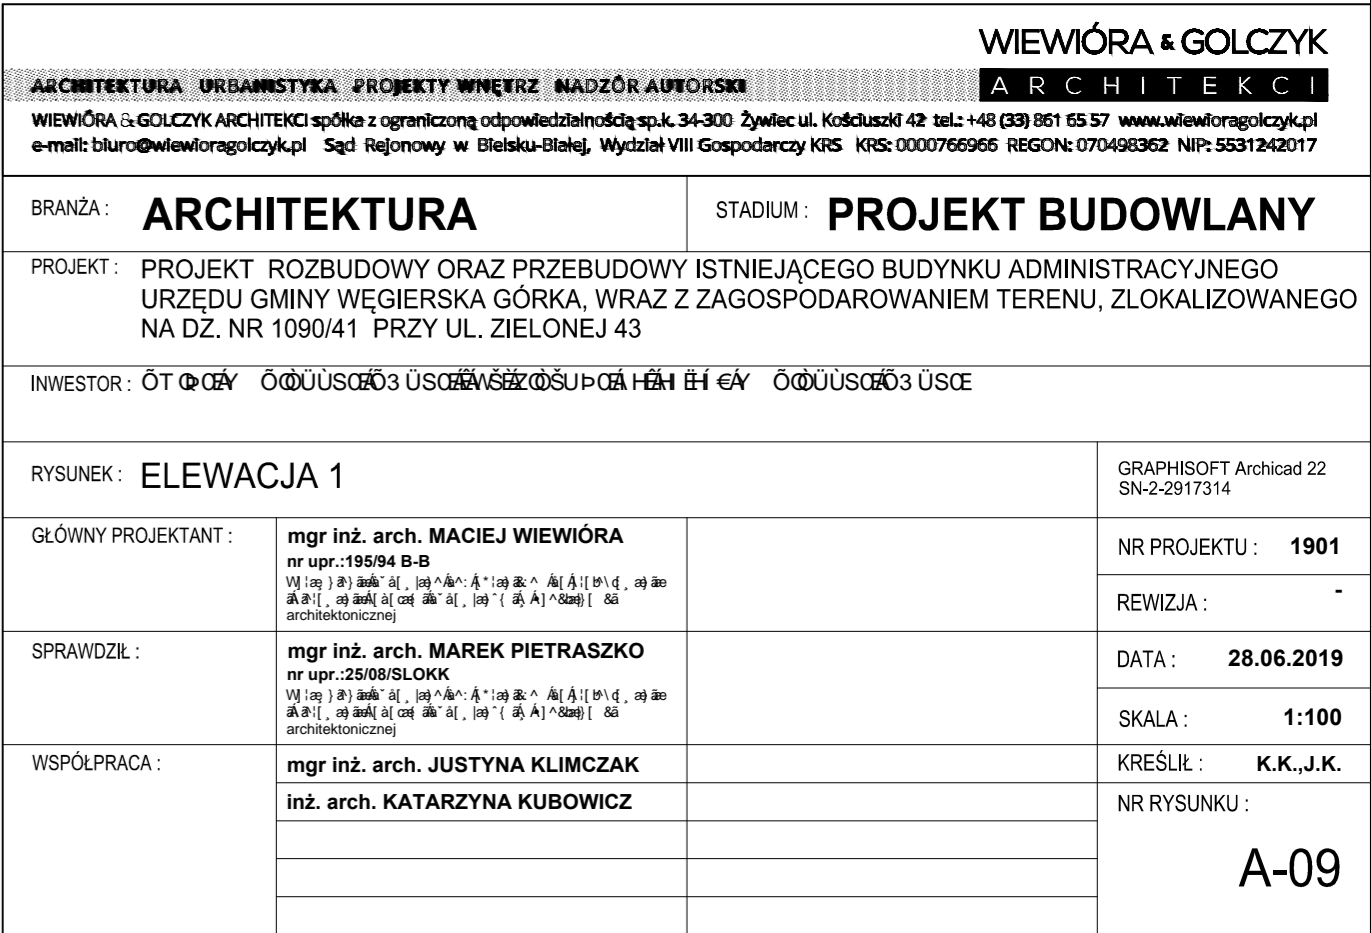 WIEWIÓRA & GOLCZYK
ARCHITEKCI
ARCHITEKTURA URBANISTYKA PROJEKTY WNĘTRZ NADZÓR AUTORSKI
WIEWIÓRA & GOLCZYK ARCHITEKCI spółka z ograniczoną odpowiedzialnością sp.k. 34-300 Żywiec ul. Kościuszki 42 tel.: +48 (33) 861 65 57 www.wiewioragolczyk.pl
e-mail: biuro@wiewioragolczyk.pl Sąd Rejonowy w Bielsku-Białej, Wydział VIII Gospodarczy KRS KRS: 0000766966 REGON: 070498362 NIP: 5531242017
BRANŻA : ARCHITEKTURA
STADIUM : PROJEKT BUDOWLANY
PROJEKT : PROJEKT ROZBUDOWY ORAZ PRZEBUDOWY ISTNIEJĄCEGO BUDYNKU ADMINISTRACYJNEGO
URZĘDU GMINY WĘGIERSKA GÓRKA, WRAZ Z ZAGOSPODAROWANIEM TERENU, ZLOKALIZOWANEGO
NA DZ. NR 1090/41 PRZY UL. ZIELONEJ 43
INWESTOR :
RYSUNEK : ELEWACJA 1
GRAPHISOFT Archicad 22
SN-2-2917314
GŁÓWNY PROJEKTANT :
mgr inż. arch. MACIEJ WIEWIÓRA
nr upr.:195/94 B-B
architektonicznej
NR PROJEKTU : 1901
REWIZJA : -
SPRAWDZIŁ :
mgr inż. arch. MAREK PIETRASZKO
nr upr.:25/08/SLOKK
architektonicznej
DATA : 28.06.2019
SKALA : 1:100
WSPÓŁPRACA :
mgr inż. arch. JUSTYNA KLIMCZAK
KREŚLIŁ : K.K.,J.K.
inż. arch. KATARZYNA KUBOWICZ
NR RYSUNKU :
A-09